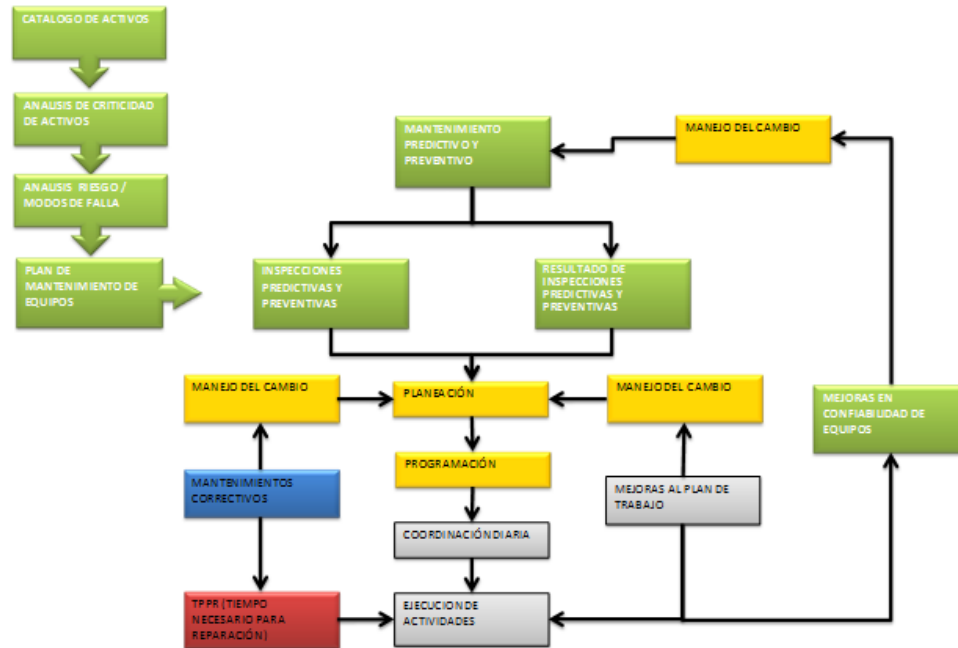 CATALOGO DE ACTIVOS
ANALISIS DE CRITICIDAD
DE ACTIVOS
ANALISIS RIESGO /
MODOS DE FALLA
PLAN DE
MANTENIMIENTO DE
EQUIPOS
MANTENIMIENTO
PREDICTIVO Y
PREVENTIVO
MANEJO DEL CAMBIO
INSPECCIONES
PREDICTIVAS Y
PREVENTIVAS
RESULTADO DE
INSPECCIONES
PREDICTIVAS Y
PREVENTIVAS
MANEJO DEL CAMBIO
PLANEACIÓN
MANEJO DEL CAMBIO
MEJORAS EN
CONFIABILIDAD DE
EQUIPOS
MANTENIMIENTOS
CORRECTIVOS
PROGRAMACIÓN
MEJORAS AL PLAN DE
TRABAJO
COORDINACIÓN DIARIA
TPPR (TIEMPO
NECESARIO PARA
REPARACIÓN)
EJECUCION DE
ACTIVIDADES